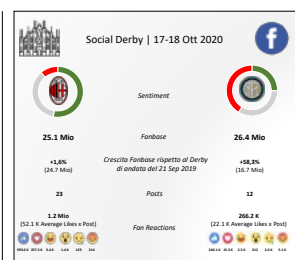 Social Derby | 17-18 Ott 2020
f
Sentiment
25.1 Mio Fanbase 26.4 Mio
+1,6% Crescita Fanbase rispetto al Derby +58,3%
(24.7 Mio) di andata del 21 Sep 2019 (16.7 Mio)
23 Posts 12
1.2 Mio 266.2 K
(52.1 K Average Likes x Post) Fan Reactions (22.1 K Average Likes x Post)